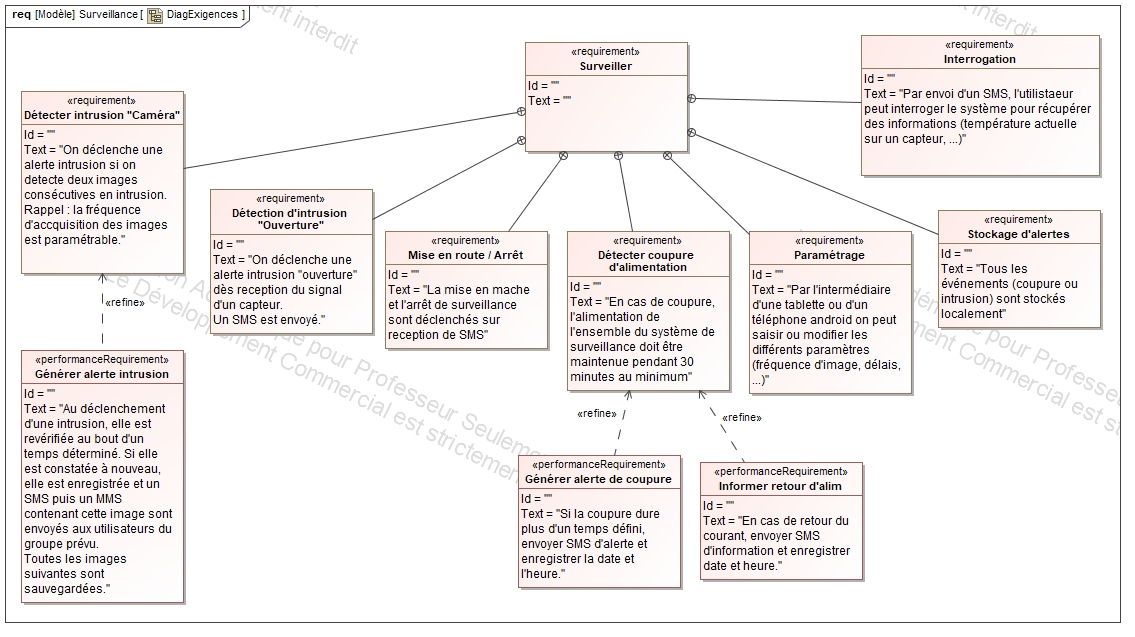 req [Modèle] Surveillance[ DiagExigences ]
«requirement»
Surveiller
Id = ""
Text = ""
«requirement»
Interrogation
Id = ""
Text = "Par envoi d'un SMS, l'utilistaeur
peut interroger le système pour récupérer
des informations (température actuelle
sur un capteur, ...)"
«requirement»
Détecter intrusion "Caméra"
Id = ""
Text = "On déclenche une
alerte intrusion si on
detecte deux images
consécutives en intrusion.
Rappel : la fréquence
d'accquisition des images
est paramétrable."
«requirement»
Détection d'intrusion
"Ouverture"
Id = ""
Text = "On déclenche une
alerte intrusion "ouverture"
dès reception du signal
d'un capteur.
Un SMS est envoyé."
«requirement»
Mise en route / Arrêt
Id = ""
Text = "La mise en mache
et l'arrêt de surveillance
sont déclenchés sur
reception de SMS"
«requirement»
Détecter coupure
d'alimentation
Id = ""
Text = "En cas de coupure,
l'alimentation de
l'ensemble du système de
surveillance doit être
maintenue pendant 30
minutes au minimum"
«requirement»
Paramétrage
Id = ""
Text = "Par l'intermédiaire
d'une tablette ou d'un
téléphone android on peut
saisir ou modifier les
différents paramètres
(fréquence d'image, délais,
...)"
«requirement»
Stockage d'alertes
Id = ""
Text = "Tous les
événements (coupure ou
intrusion) sont stockés
localement"
«refine»
«performanceRequirement»
Générer alerte intrusion
Id = ""
Text = "Au déclenchement
d'une intrusion, elle est
revérifiée au bout d'un
temps déterminé. Si elle
est constatée à nouveau,
elle est enregistrée et un
SMS puis un MMS
contenant cette image sont
envoyés aux utilisateurs du
groupe prévu.
Toutes les images
suivantes sont
sauvegardées."
«refine»
«refine»
«performanceRequirement»
Générer alerte de coupure
Id = ""
Text = "Si la coupure dure
plus d'un temps défini,
envoyer SMS d'alerte et
enregistrer la date et
l'heure."
«performanceRequirement»
Informer retour d'alim
Id = ""
Text = "En cas de retour du
courant, envoyer SMS
d'information et enregistrer
date et heure."
interdit
pour Professeur Seulement
Le Développement Commercial est strictement
pour
Commercial est